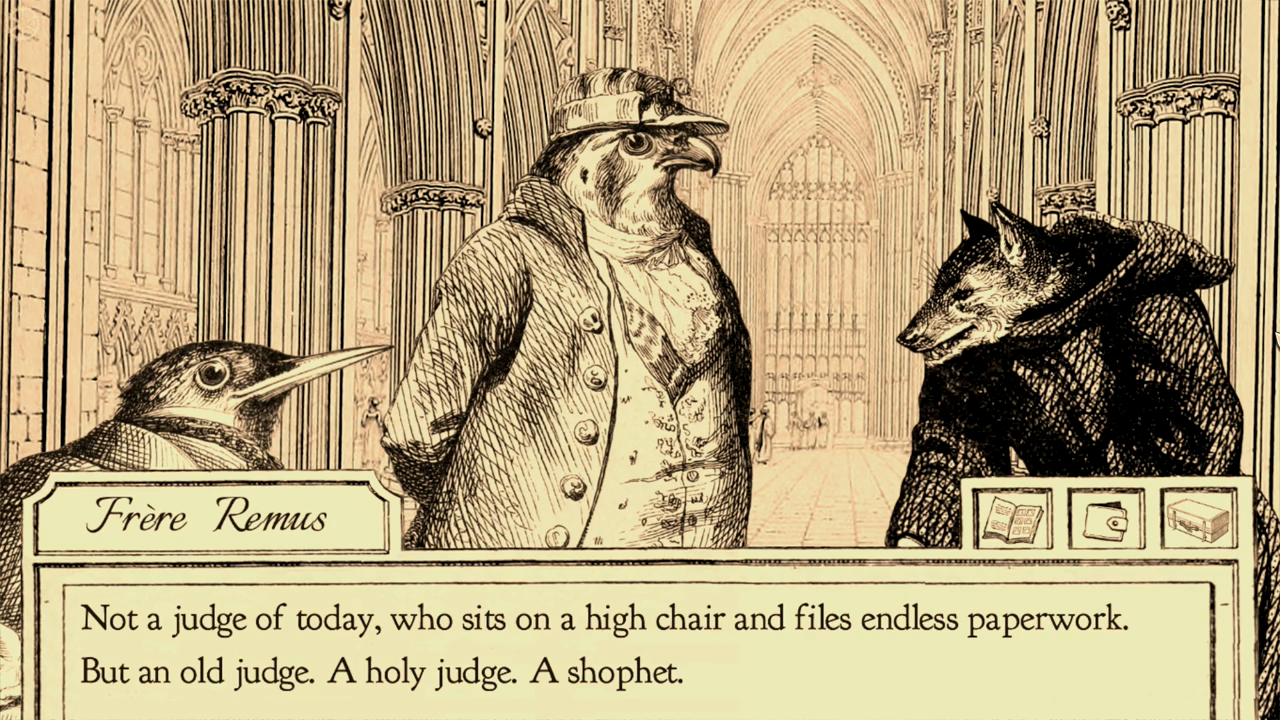 Frère Remus
Not a judge of today, who sits on a high chair and files endless paperwork.
But an old judge. A holy judge. A shophet.